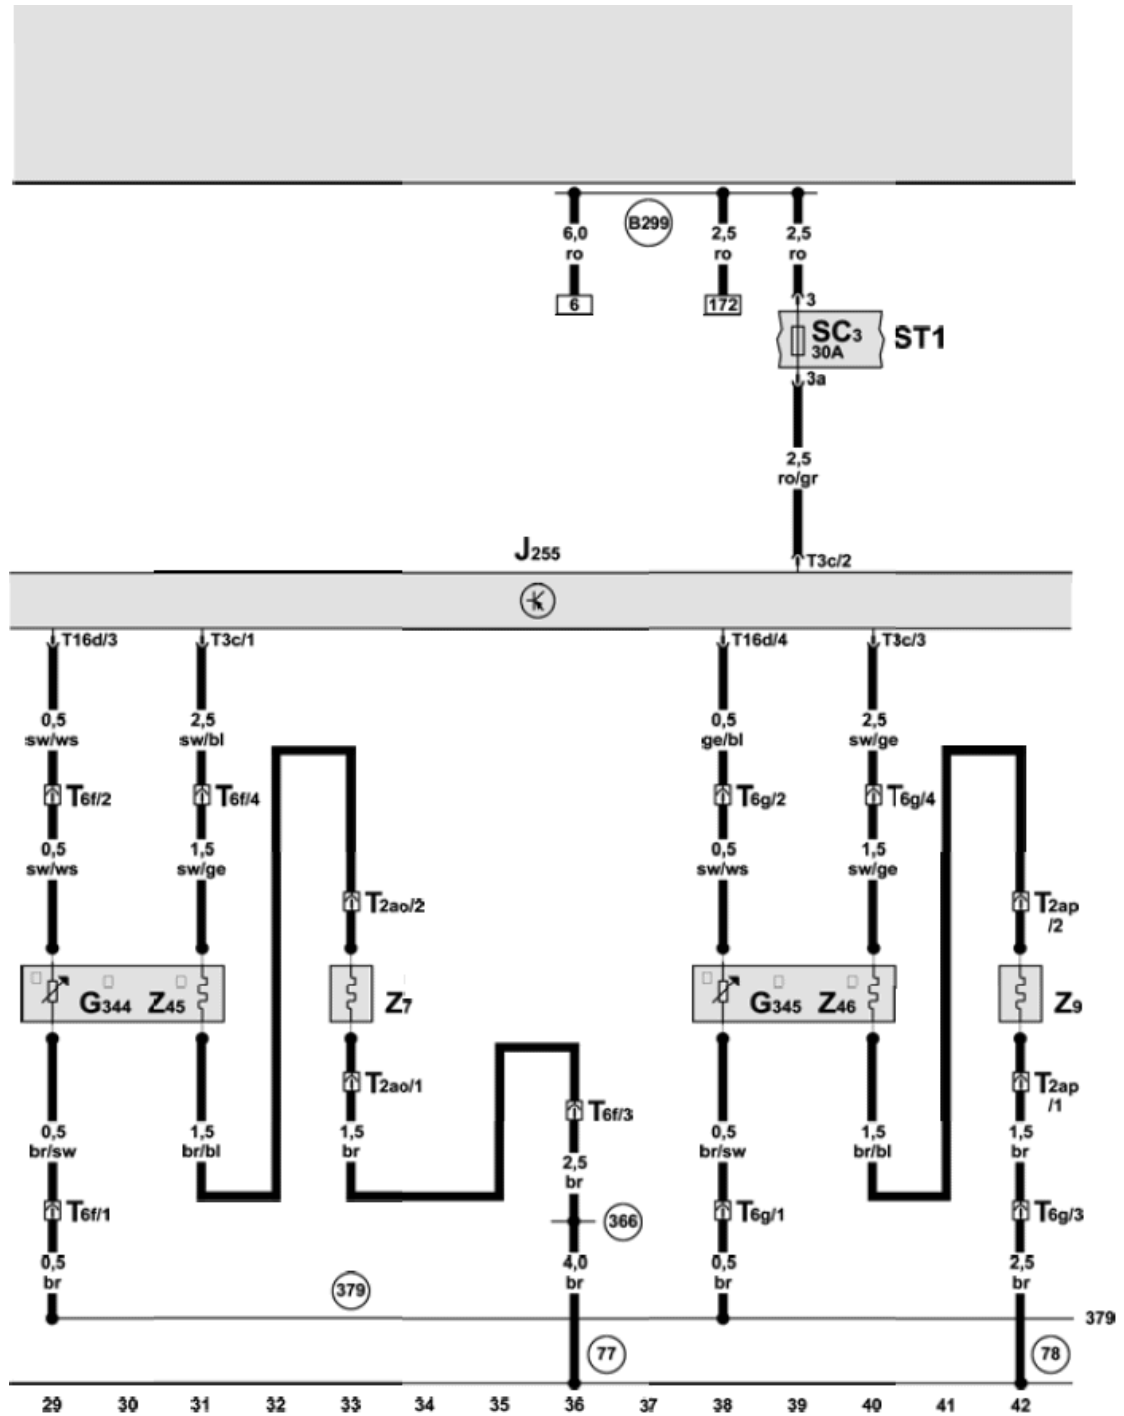 B299
6,0 2,5 2,5
ro ro ro
6 172 3
SC3 ST1
30A
3a
2,5
ro/gr
J255 T3c/2
T16d/3 T3c/1 T16d/4 T3c/3
0,5 2,5 0,5 2,5
sw/ws sw/bl ge/bl sw/ge
T6f/2 T6f/4 T6g/2 T6g/4
0,5 1,5 0,5 1,5
sw/ws sw/ge sw/ws sw/ge
T2ao/2 T2ap
/2
G344 Z45 Z7 G345 Z46 Z9
T2ao/1 T2ap
/1
T6f/3
0,5 1,5 1,5 0,5 1,5 1,5
br/sw br/bl br br/sw br/bl br
2,5
br
T6f/1 366 T6g/1 T6g/3
0,5 4,0 0,5 2,5
br br br br
379
379
77 78
29 30 31 32 33 34 35 36 37 38 39 40 41 42